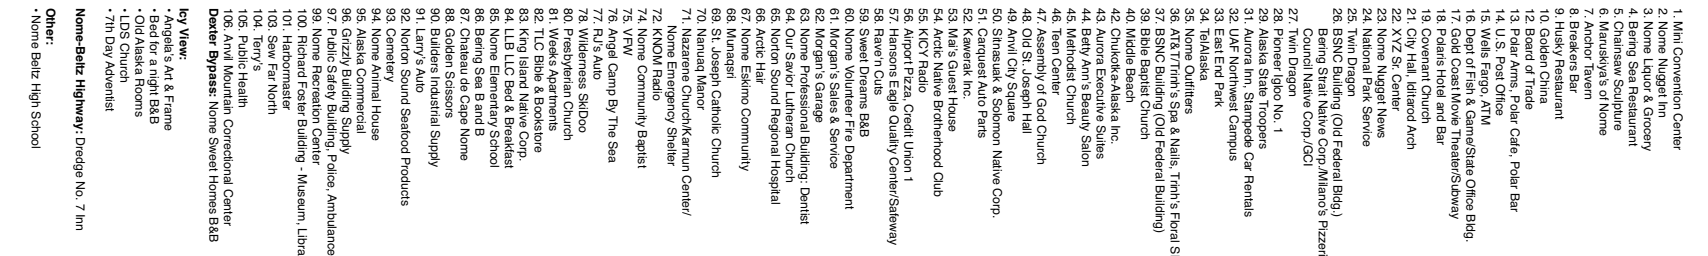 1. Mini Convention Center
2. Nome Nugget Inn
3. Nome Liquor & Grocery
4. Bering Sea Restaurant
5. Chainsaw Sculpture
6. Maruskiya's of Nome
7. Anchor Tavern
8. Breakers Bar
9. Husky Restaurant
10. Golden China
12. Board of Trade
13. Polar Arms, Polar Cafe, Polar Bar
14. U.S. Post Office
15. Wells Fargo, ATM
16. Dept of Fish & Game/State Office Bldg.
17. Gold Coast Movie Theater/Subway
18. Polaris Hotel and Bar
19. Covenant Church
21. City Hall, Iditarod Arch
22. XYZ Sr. Center
23. Nome Nugget News
24. National Park Service
25. Twin Dragon
26. BSNC Building (Old Federal Bldg.)
Bering Strait Native Corp./Milano's Pizzeri
Council Native Corp./GCI
27. Twin Dragon
28. Pioneer Igloo No. 1
29. Alaska State Troopers
31. Aurora Inn, Stampede Car Rentals
32. UAF Northwest Campus
33. East End Park
34. TelAlaska
35. Nome Outfitters
36. AT&T/Trinh's Spa & Nails, Trinh's Floral S
37. BSNC Building (Old Federal Building)
39. Bible Baptist Church
40. Middle Beach
42. Chukotka-Alaska Inc.
43. Aurora Executive Suites
44. Betty Ann's Beauty Salon
45. Methodist Church
46. Teen Center
47. Assembly of God Church
48. Old St. Joseph Hall
49. Anvil City Square
50. Sitnasuak & Solomon Native Corp.
51. Carquest Auto Parts
52. Kawerak Inc.
53. Mai's Guest House
54. Arctic Native Brotherhood Club
55. KICY Radio
56. Airport Pizza, Credit Union 1
57. Hansons Eagle Quality Center/Safeway
58. Rave'n Cuts
59. Sweet Dreams B&B
60. Nome Volunteer Fire Department
61. Morgan's Sales & Service
62. Morgan's Garage
63. Nome Professional Building: Dentist
64. Our Savior Lutheran Church
65. Norton Sound Regional Hospital
66. Arctic Hair
67. Nome Eskimo Community
68. Munaqsri
69. St. Joseph Catholic Church
70. Nanuaq Manor
71. Nazarene Church/Karmun Center/
Nome Emergency Shelter
72. KNOM Radio
74. Nome Community Baptist
75. VFW
76. Angel Camp By The Sea
77. RJ's Auto
78. Wilderness SkiDoo
80. Presbyterian Church
81. Weeks Apartments
82. TLC Bible & Bookstore
83. King Island Native Corp.
84. LLB LLC Bed & Breakfast
85. Nome Elementary School
86. Bering Sea B and B
87. Chateau de Cape Nome
88. Golden Scissors
90. Builders Industrial Supply
91. Larry's Auto
92. Norton Sound Seafood Products
93. Cemetery
94. Nome Animal House
95. Alaska Commercial
96. Grizzly Building Supply
97. Public Safety Building, Police, Ambulance
99. Nome Recreation Center
100. Richard Foster Building - Museum, Libra
101. Harbormaster
103. Sew Far North
104. Terry's
105. Public Health
106. Anvil Mountain Correctional Center
Dexter Bypass: Nome Sweet Homes B&B
Icy View:
• Angela's Art & Frame
• Bed for a night B&B
• Old Alaska Rooms
• LDS Church
• 7th Day Adventist
Nome-Beltz Highway: Dredge No. 7 Inn
Other:
• Nome Beltz High School